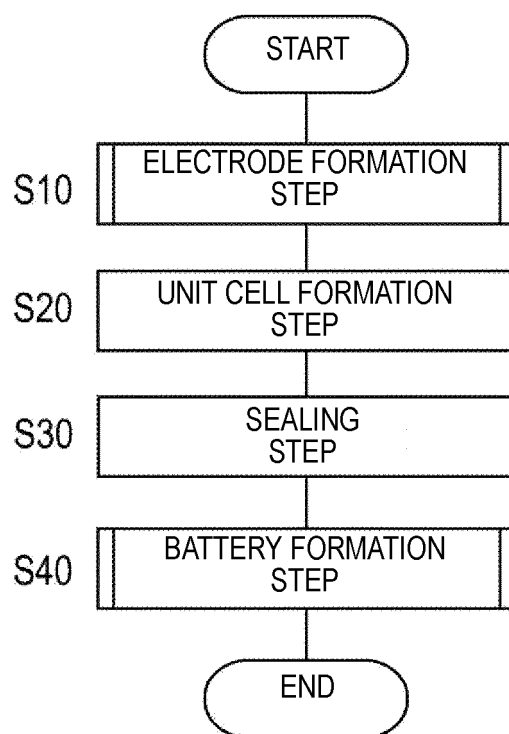 START
S10
ELECTRODE FORMATION
STEP
S20
UNIT CELL FORMATION
STEP
S30
SEALING
STEP
S40
BATTERY FORMATION
STEP
END